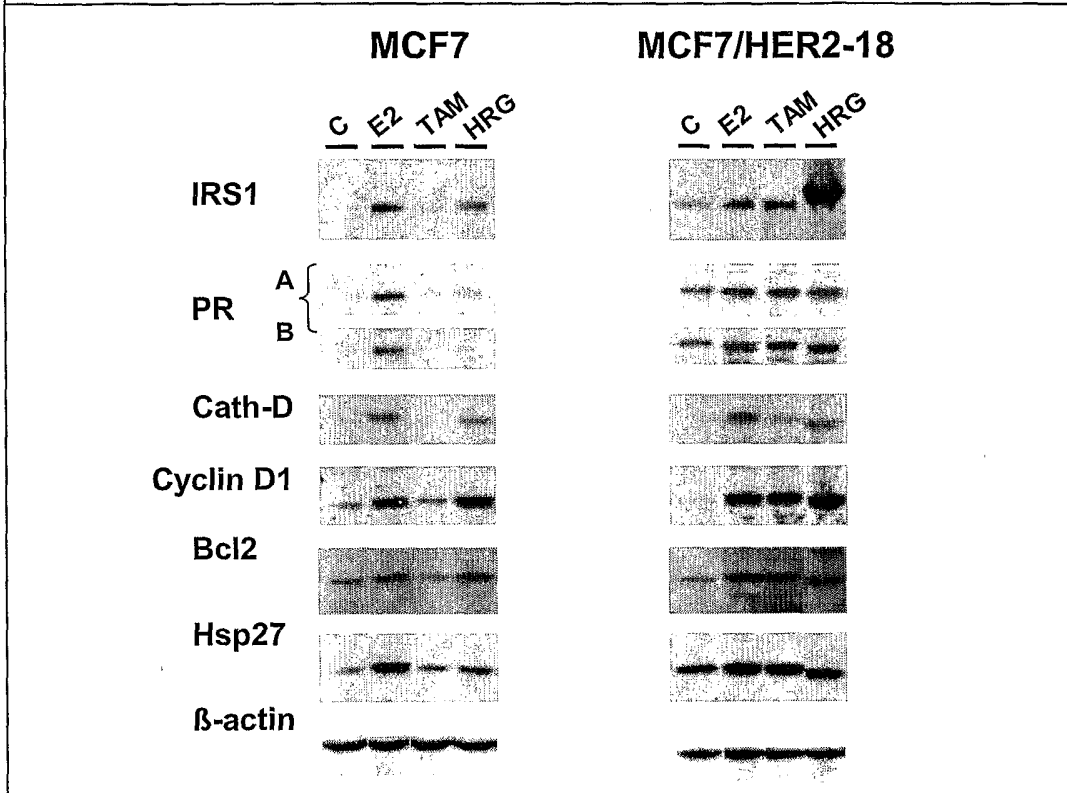 MCF7 MCF7/HER2-18
C E2 TAM HRG C E2 TAM HRG
IRS1
A
PR
B
Cath-D
Cyclin D1
Bcl2
Hsp27
ß-actin